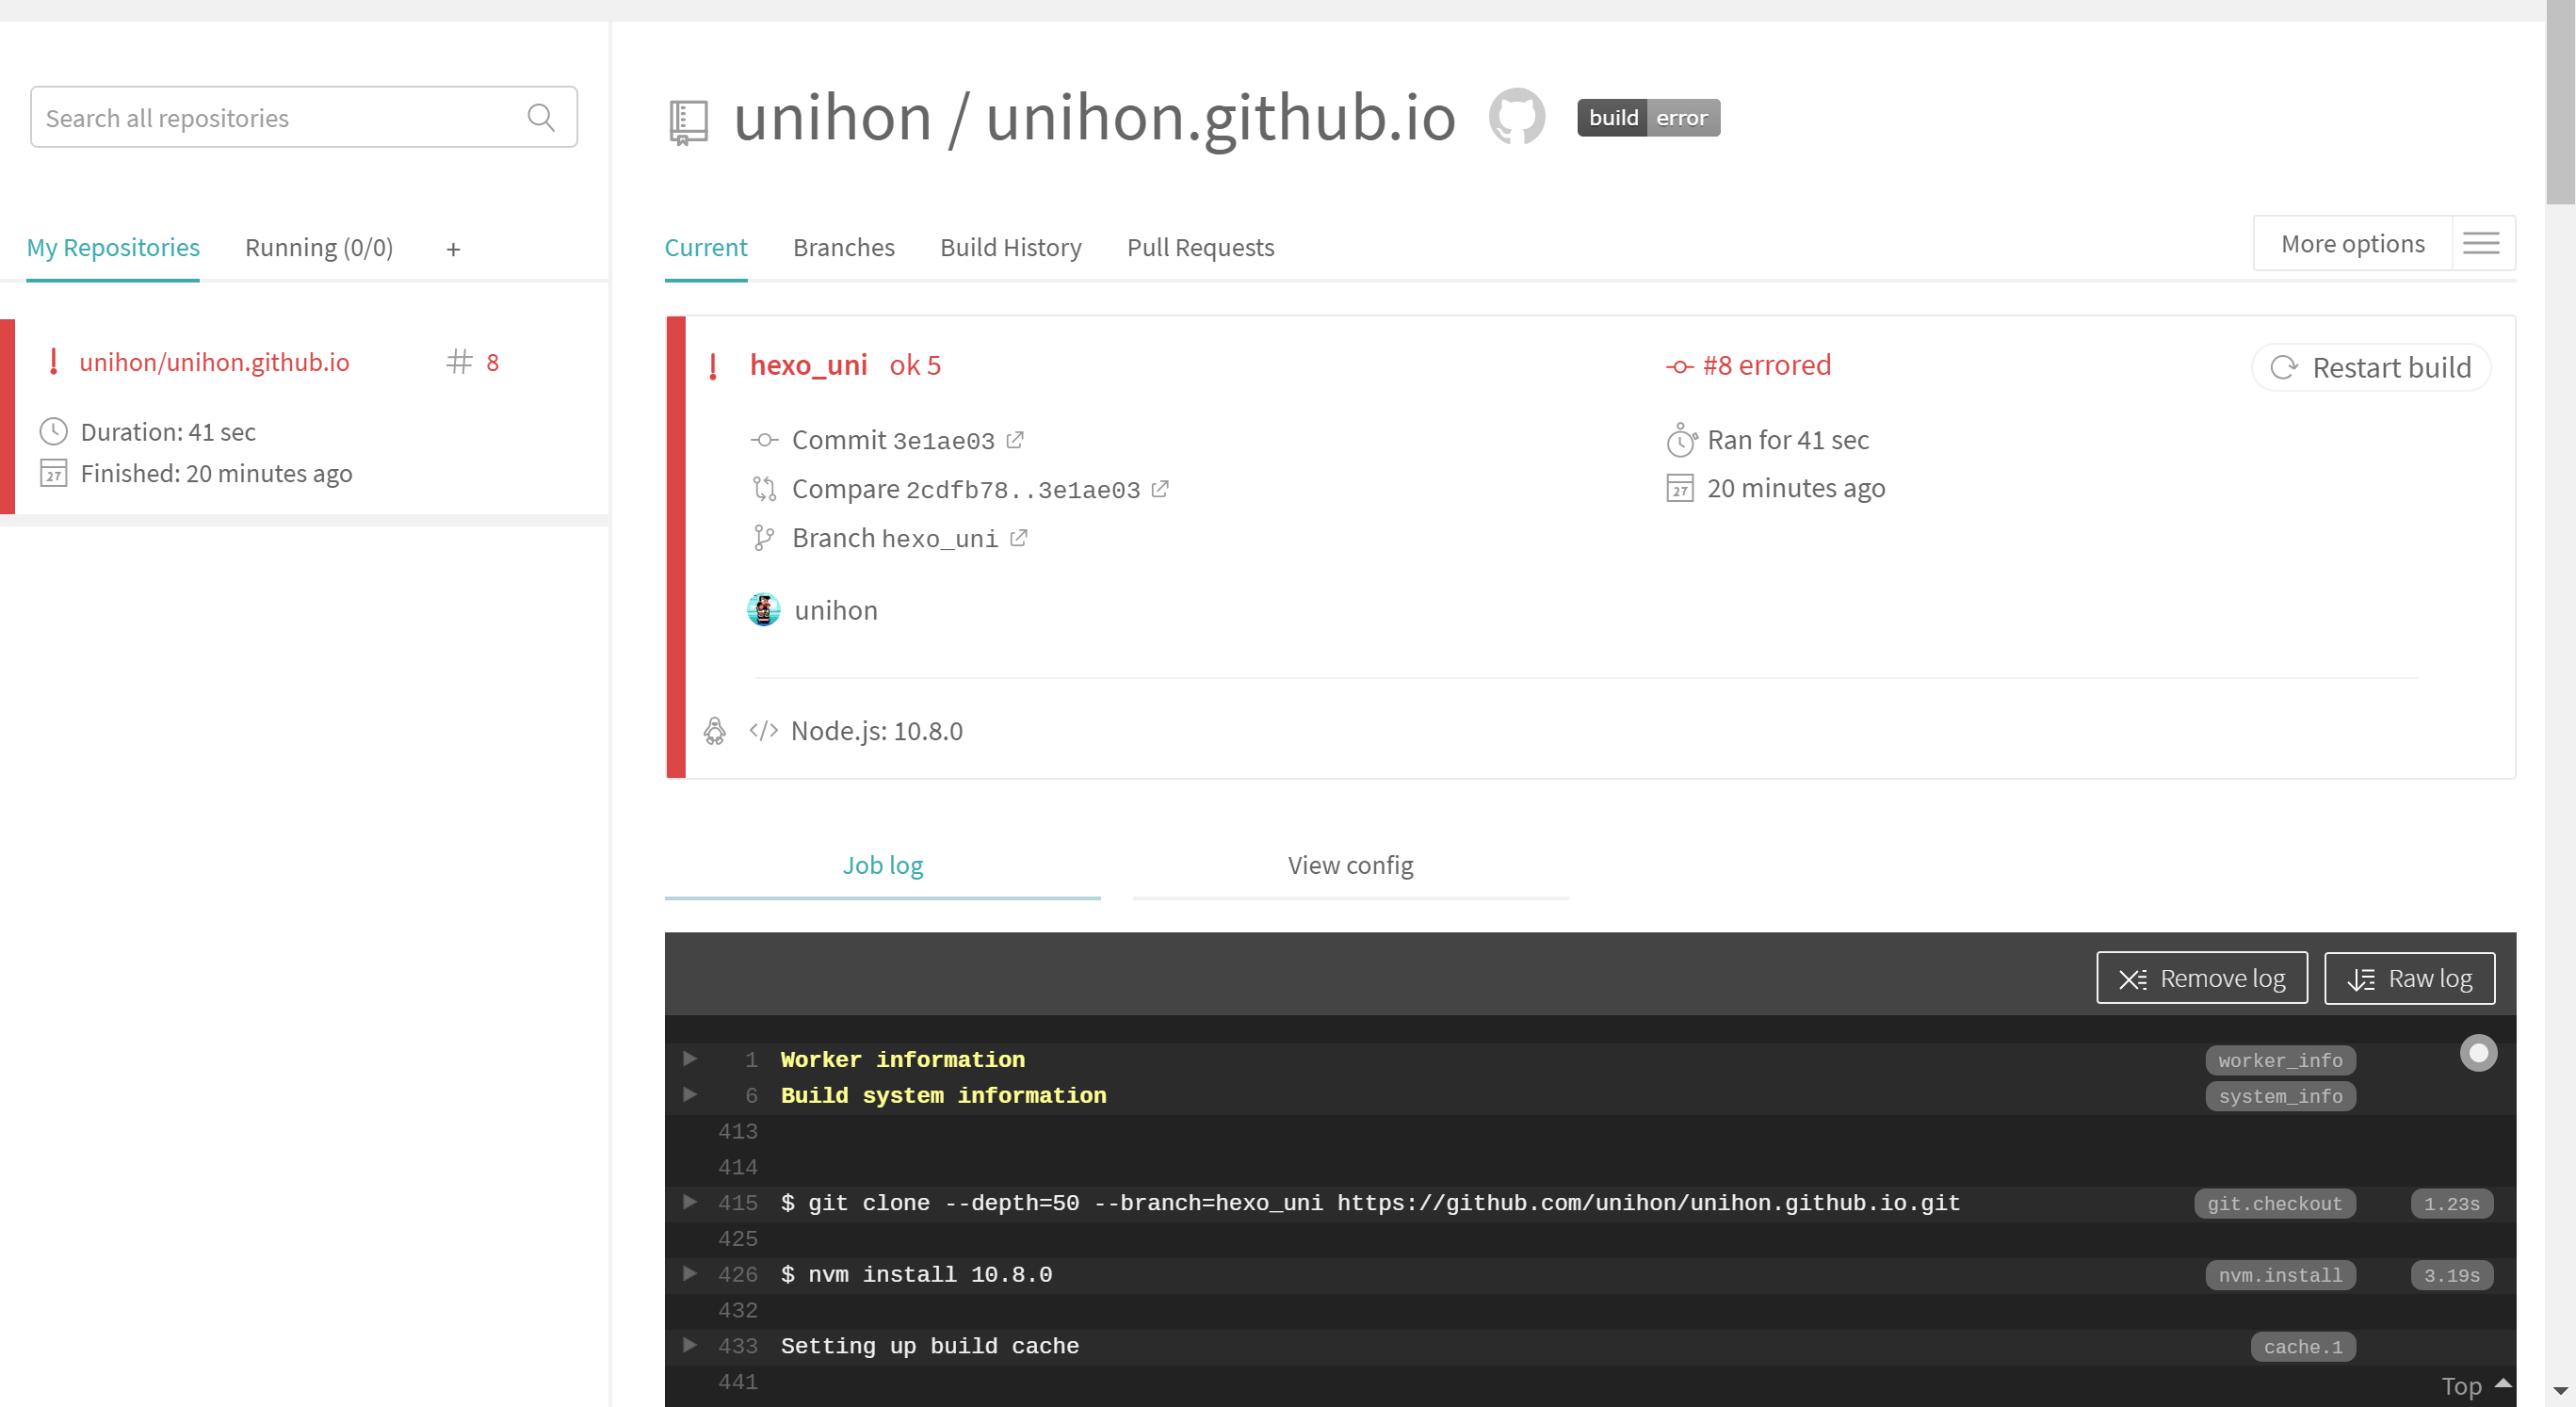 Search all repositories
My Repositories Running (0/0) +
unihon/unihon.github.io 8
Duration: 41 sec
27 Finished: 20 minutes ago
unihon / unihon.github.io build error
Current Branches Build History Pull Requests More options
hexo_uni ok 5 #8 errored Restart build
Commit 3e1ae03 Ran for 41 sec
Compare 2cdfb78..3e1ae03 27 20 minutes ago
Branch hexo_uni
unihon
</> Node.js: 10.8.0
Job log View config
Remove log Raw log
1 Worker information worker_info
6 Build system information system_info
413
414
415 $ git clone --depth=50 --branch=hexo_uni https://github.com/unihon/unihon.github.io.git git.checkout 1.23s
425
426 $ nvm install 10.8.0 nvm.install 3.19s
432
433 Setting up build cache cache.1
441
Top